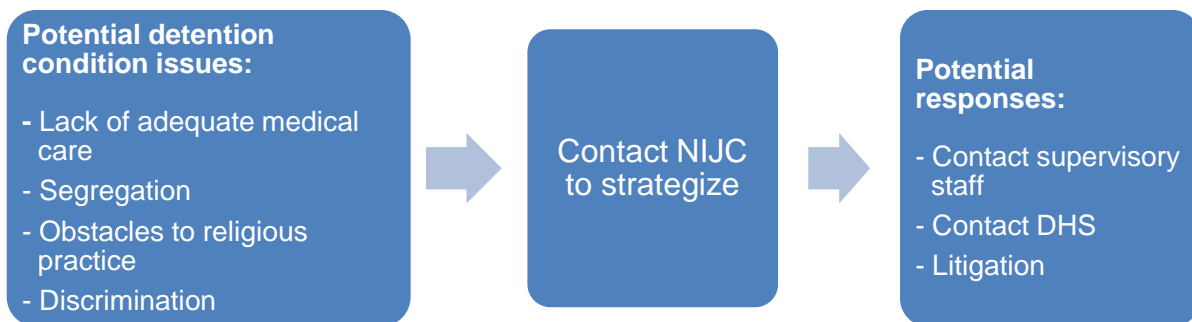 Potential detention
condition issues:
- Lack of adequate medical
care
- Segregation
- Obstacles to religious
practice
- Discrimination
Contact NIJC
to strategize
Potential
responses:
- Contact supervisory
staff
- Contact DHS
- Litigation